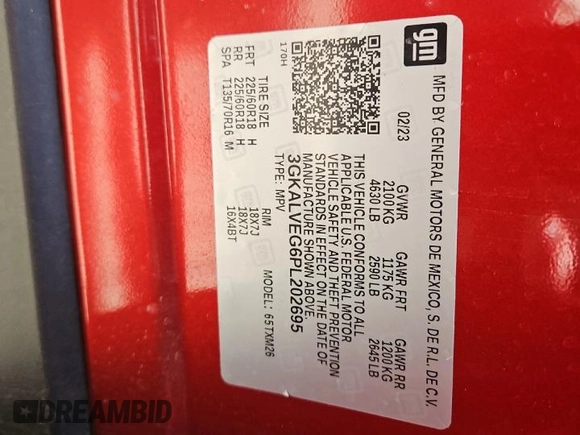 gm
MFD BY GENERAL MOTORS DE MEXICO, S. DE R.L. DE C.V.
02/23 GVWR GAWR FRT GAWR RR
2100 KG 1175 KG 1200 KG
4630 LB 2590 LB 2645 LB
THIS VEHICLE CONFORMS TO ALL
APPLICABLE U.S. FEDERAL MOTOR
VEHICLE SAFETY AND THEFT PREVENTION
STANDARDS IN EFFECT ON THE DATE OF
MANUFACTURE SHOWN ABOVE.
170H
3GKALVEG6PL202695
TYPE: MPV MODEL: 65TXM26
TIRE SIZE RIM
FRT 225/60R18 H 18X7J
RR 225/60R18 H 18X7J
SPA T135/70R16 M 16X4BT
DREAMBID